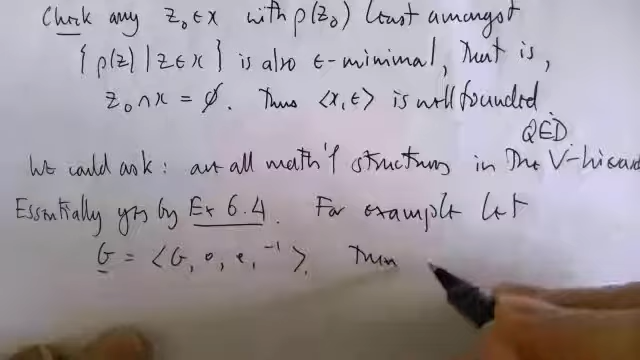 Check any z₀ ∈ x with ρ(z₀) least amongst
{ ρ(z) | z ∈ x } is also ∈-minimal, that is,
z₀ ∩ x = ∅. Thus ⟨x, ∈⟩ is wellfounded.
QED
We could ask: are all math'l structures in the V-hierar
Essentially yes by Ex 6.4. For example let
G = ⟨G, ∘, e, ⁻¹⟩. Then